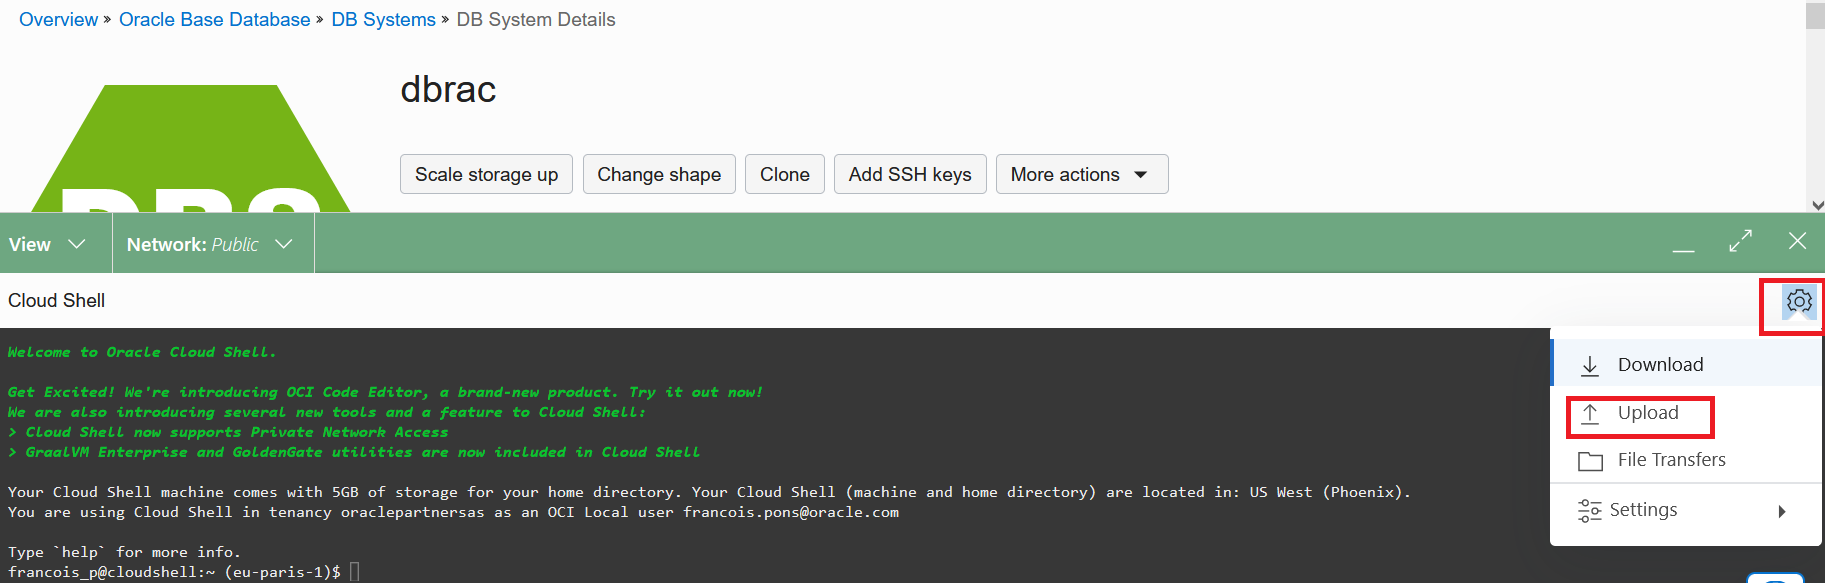 Overview » Oracle Base Database » DB Systems » DB System Details
dbrac
DBS
Scale storage up Change shape Clone Add SSH keys More actions
View Network: Public
Cloud Shell
Welcome to Oracle Cloud Shell.
Get Excited! We're introducing OCI Code Editor, a brand-new product. Try it out now!
We are also introducing several new tools and a feature to Cloud Shell:
> Cloud Shell now supports Private Network Access
> GraalVM Enterprise and GoldenGate utilities are now included in Cloud Shell
Your Cloud Shell machine comes with 5GB of storage for your home directory. Your Cloud Shell (machine and home directory) are located in: US West (Phoenix).
You are using Cloud Shell in tenancy oraclepartnersas as an OCI Local user francois.pons@oracle.com
Type `help` for more info.
francois_p@cloudshell:~ (eu-paris-1)$
Download
Upload
File Transfers
Settings